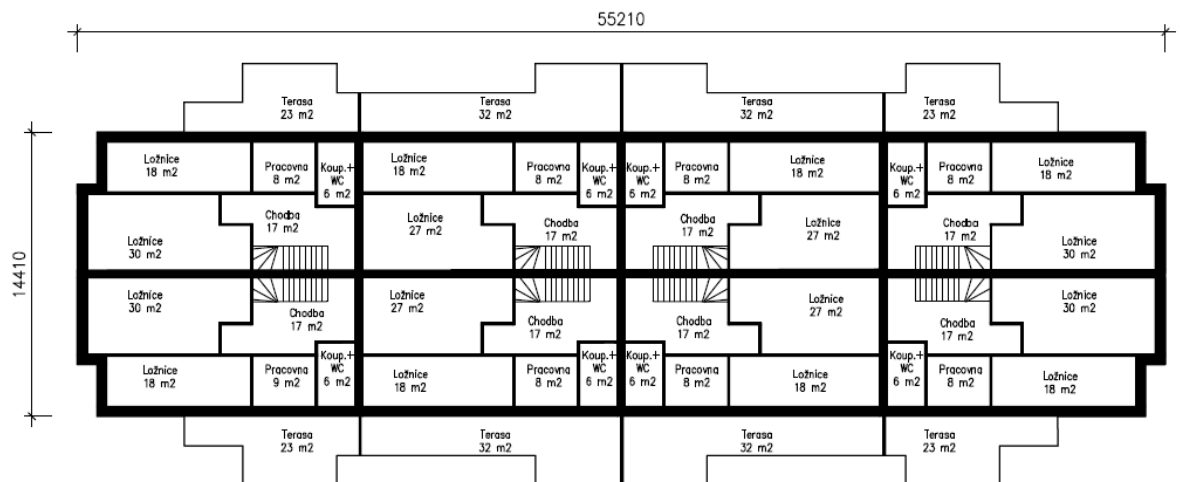 55210
14410
Terasa
23 m2
Terasa
32 m2
Terasa
32 m2
Terasa
23 m2
Ložnice
18 m2
Pracovna
8 m2
Koup.+
WC
6 m2
Ložnice
18 m2
Pracovna
8 m2
Koup.+
WC
6 m2
Koup.+
WC
6 m2
Pracovna
8 m2
Ložnice
18 m2
Koup.+
WC
6 m2
Pracovna
8 m2
Ložnice
18 m2
Ložnice
30 m2
Chodba
17 m2
Ložnice
27 m2
Chodba
17 m2
Chodba
17 m2
Ložnice
27 m2
Chodba
17 m2
Ložnice
30 m2
Ložnice
30 m2
Chodba
17 m2
Ložnice
27 m2
Chodba
17 m2
Chodba
17 m2
Ložnice
27 m2
Chodba
17 m2
Ložnice
30 m2
Ložnice
18 m2
Pracovna
9 m2
Koup.+
WC
6 m2
Ložnice
18 m2
Pracovna
8 m2
Koup.+
WC
6 m2
Koup.+
WC
6 m2
Pracovna
8 m2
Ložnice
18 m2
Koup.+
WC
6 m2
Pracovna
8 m2
Ložnice
18 m2
Terasa
23 m2
Terasa
32 m2
Terasa
32 m2
Terasa
23 m2